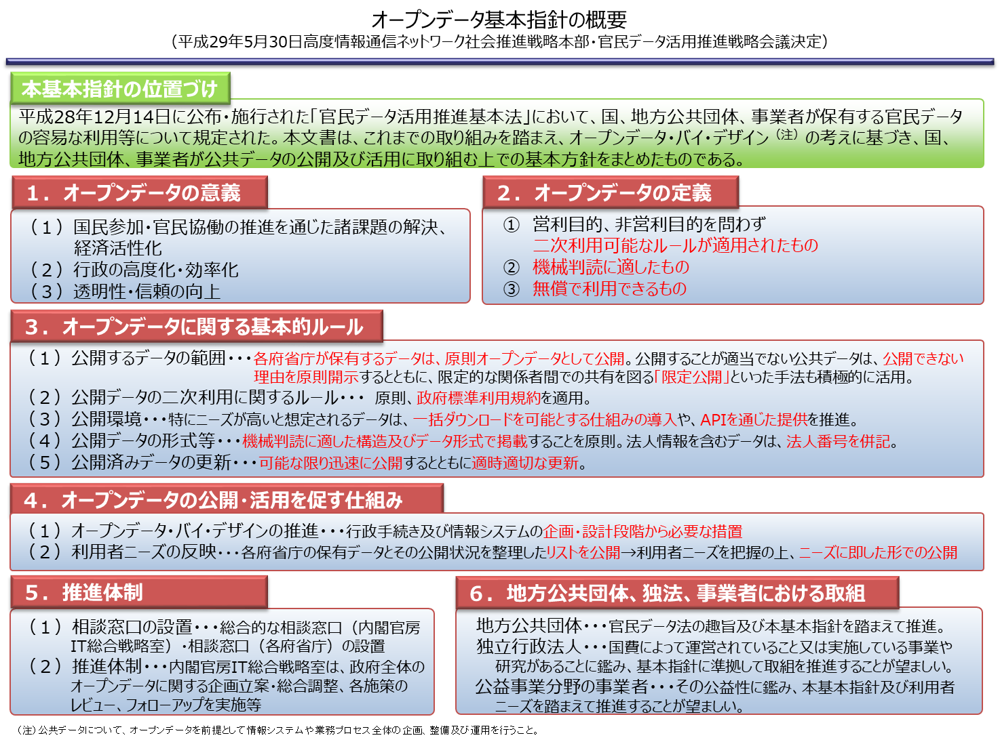 オープンデータ基本指針の概要
（平成29年5月30日高度情報通信ネットワーク社会推進戦略本部・官民データ活用推進戦略会議決定）
本基本指針の位置づけ
平成28年12月14日に公布・施行された「官民データ活用推進基本法」において、国、地方公共団体、事業者が保有する官民データ
の容易な利用等について規定された。本文書は、これまでの取り組みを踏まえ、オープンデータ・バイ・デザイン（注）の考えに基づき、国、
地方公共団体、事業者が公共データの公開及び活用に取り組む上での基本方針をまとめたものである。
１．オープンデータの意義
（１）国民参加・官民協働の推進を通じた諸課題の解決、
経済活性化
（２）行政の高度化・効率化
（３）透明性・信頼の向上
２．オープンデータの定義
① 営利目的、非営利目的を問わず
二次利用可能なルールが適用されたもの
② 機械判読に適したもの
③ 無償で利用できるもの
３．オープンデータに関する基本的ルール
（１）公開するデータの範囲・・・各府省庁が保有するデータは、原則オープンデータとして公開。公開することが適当でない公共データは、公開できない
理由を原則開示するとともに、限定的な関係者間での共有を図る「限定公開」といった手法も積極的に活用。
（２）公開データの二次利用に関するルール・・・ 原則、政府標準利用規約を適用。
（３）公開環境・・・特にニーズが高いと想定されるデータは、一括ダウンロードを可能とする仕組みの導入や、APIを通じた提供を推進。
（４）公開データの形式等・・・機械判読に適した構造及びデータ形式で掲載することを原則。法人情報を含むデータは、法人番号を併記。
（５）公開済みデータの更新・・・可能な限り迅速に公開するとともに適時適切な更新。
４．オープンデータの公開・活用を促す仕組み
（１）オープンデータ・バイ・デザインの推進・・・行政手続き及び情報システムの企画・設計段階から必要な措置
（２）利用者ニーズの反映・・・各府省庁の保有データとその公開状況を整理したリストを公開→利用者ニーズを把握の上、ニーズに即した形での公開
５．推進体制
（１）相談窓口の設置・・・総合的な相談窓口（内閣官房
IT総合戦略室）・相談窓口（各府省庁）の設置
（２）推進体制・・・内閣官房IT総合戦略室は、政府全体の
オープンデータに関する企画立案・総合調整、各施策の
レビュー、フォローアップを実施等
６．地方公共団体、独法、事業者における取組
地方公共団体・・・官民データ法の趣旨及び本基本指針を踏まえて推進。
独立行政法人・・・国費によって運営されていること又は実施している事業や
研究があることに鑑み、基本指針に準拠して取組を推進することが望ましい。
公益事業分野の事業者・・・その公益性に鑑み、本基本指針及び利用者
ニーズを踏まえて推進することが望ましい。
（注）公共データについて、オープンデータを前提として情報システムや業務プロセス全体の企画、整備及び運用を行うこと。